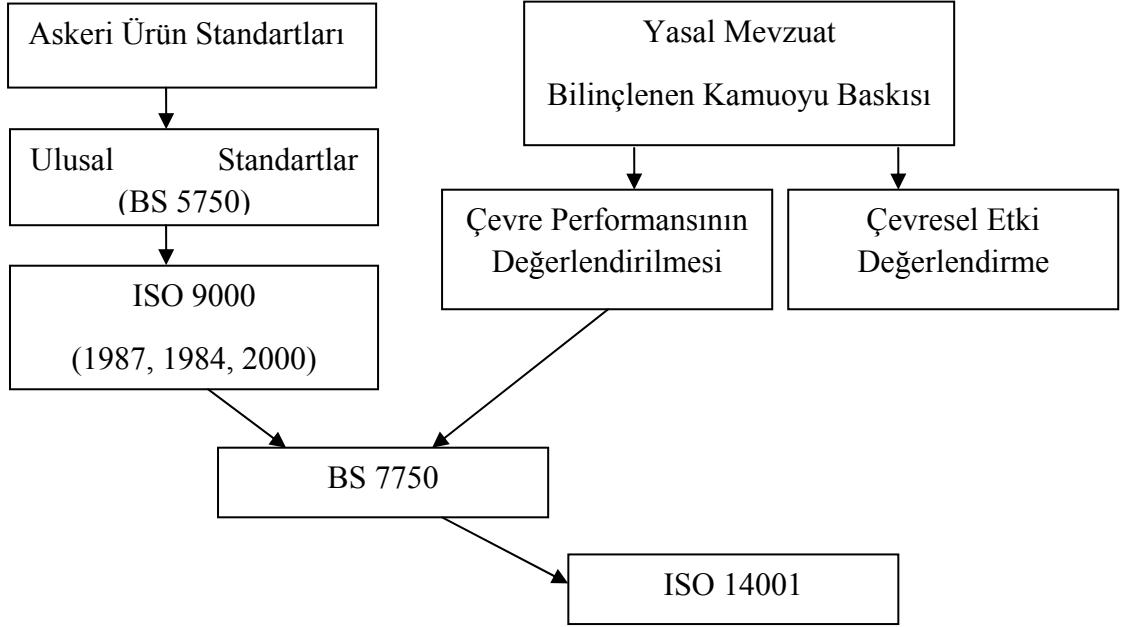 Askeri Ürün Standartları
Yasal Mevzuat
Bilinçlenen Kamuoyu Baskısı
Ulusal Standartlar
(BS 5750)
Çevre Performansının
Değerlendirilmesi
Çevresel Etki
Değerlendirme
ISO 9000
(1987, 1984, 2000)
BS 7750
ISO 14001